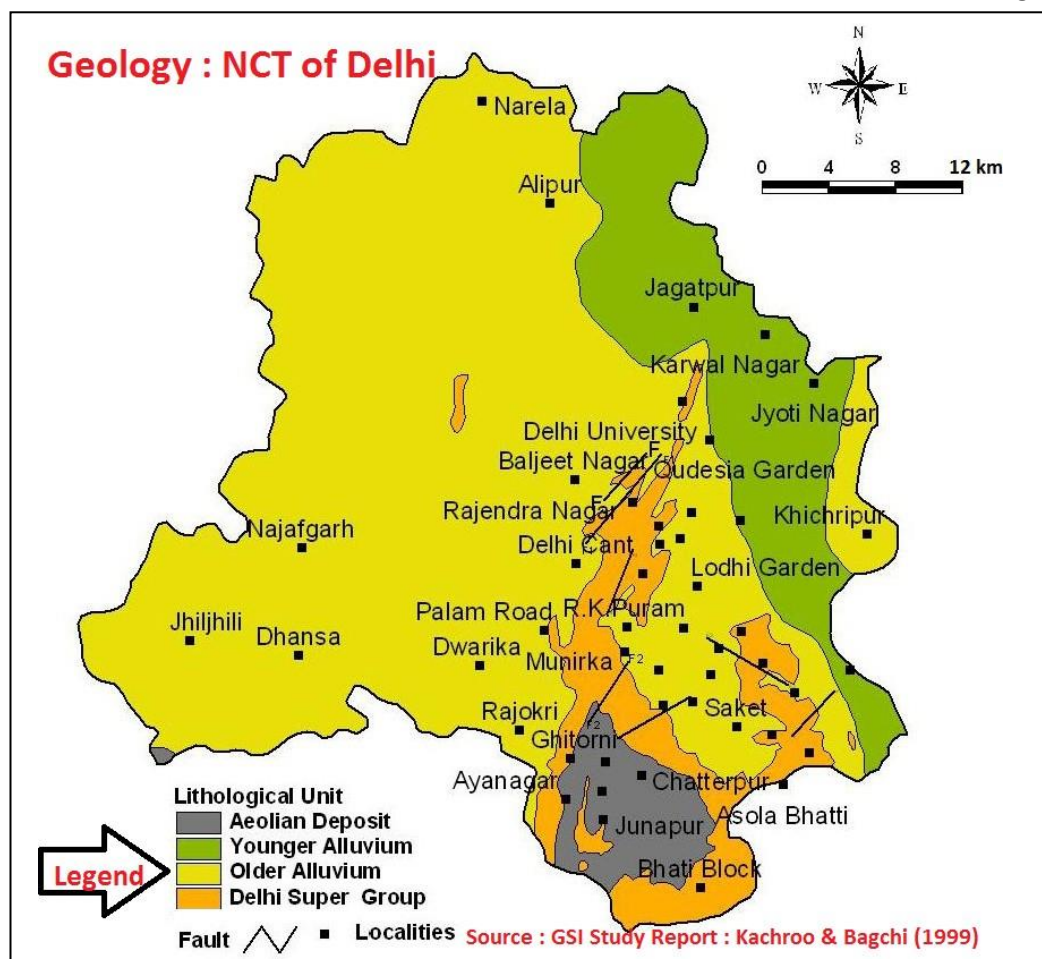 Geology : NCT of Delhi
N
W E
S
0 4 8 12 km
Narela
Alipur
Jagatpur
Karwal Nagar
Jyoti Nagar
Delhi University
F
Baljeet Nagar
Qudesia Garden
F
Rajendra Nagar
Khichripur
Najafgarh
Delhi Cant
Lodhi Garden
Palam Road
R.K.Puram
Jhiljhili
Dhansa
Dwarika
Munirka
F2
Saket
Rajokri
F2
Ghitorni
Ayanagar
Chatterpur
Asola Bhatti
Junapur
Bhati Block
Lithological Unit
Aeolian Deposit
Younger Alluvium
Older Alluvium
Delhi Super Group
Legend
Fault
Localities
Source : GSI Study Report : Kachroo & Bagchi (1999)